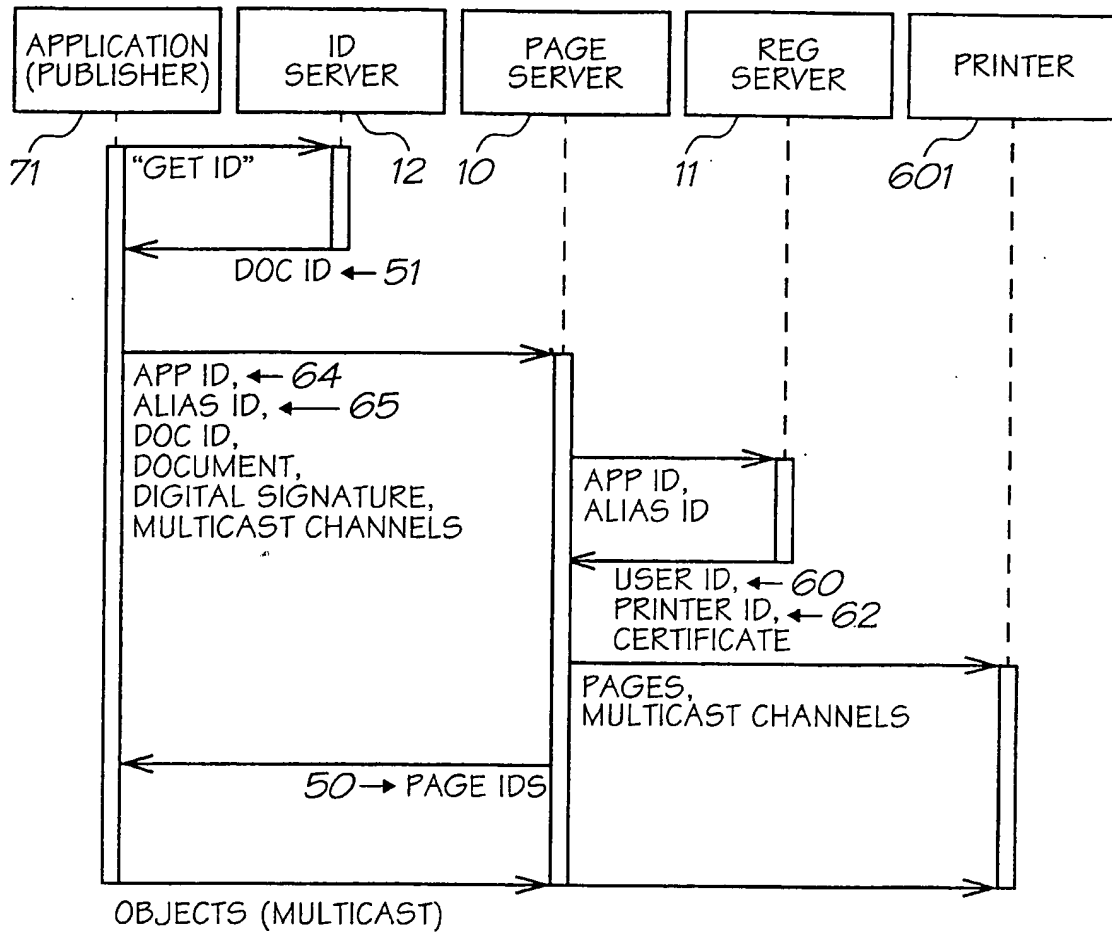 APPLICATION
(PUBLISHER)
ID
SERVER
PAGE
SERVER
REG
SERVER
PRINTER
71
12
10
11
601
"GET ID"
DOC ID ← 51
APP ID, ← 64
ALIAS ID, ← 65
DOC ID,
DOCUMENT,
DIGITAL SIGNATURE,
MULTICAST CHANNELS
APP ID,
ALIAS ID
USER ID, ← 60
PRINTER ID, ← 62
CERTIFICATE
PAGES,
MULTICAST CHANNELS
50 → PAGE IDS
OBJECTS (MULTICAST)